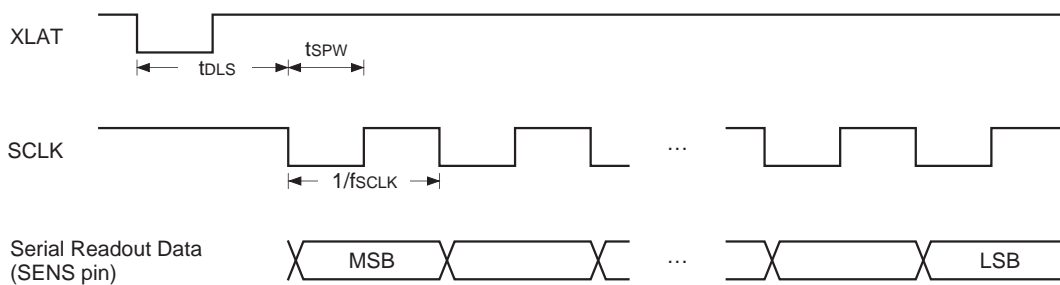 XLAT
tDLS
tSPW
SCLK
...
1/fSCLK
Serial Readout Data
(SENS pin)
MSB
...
LSB